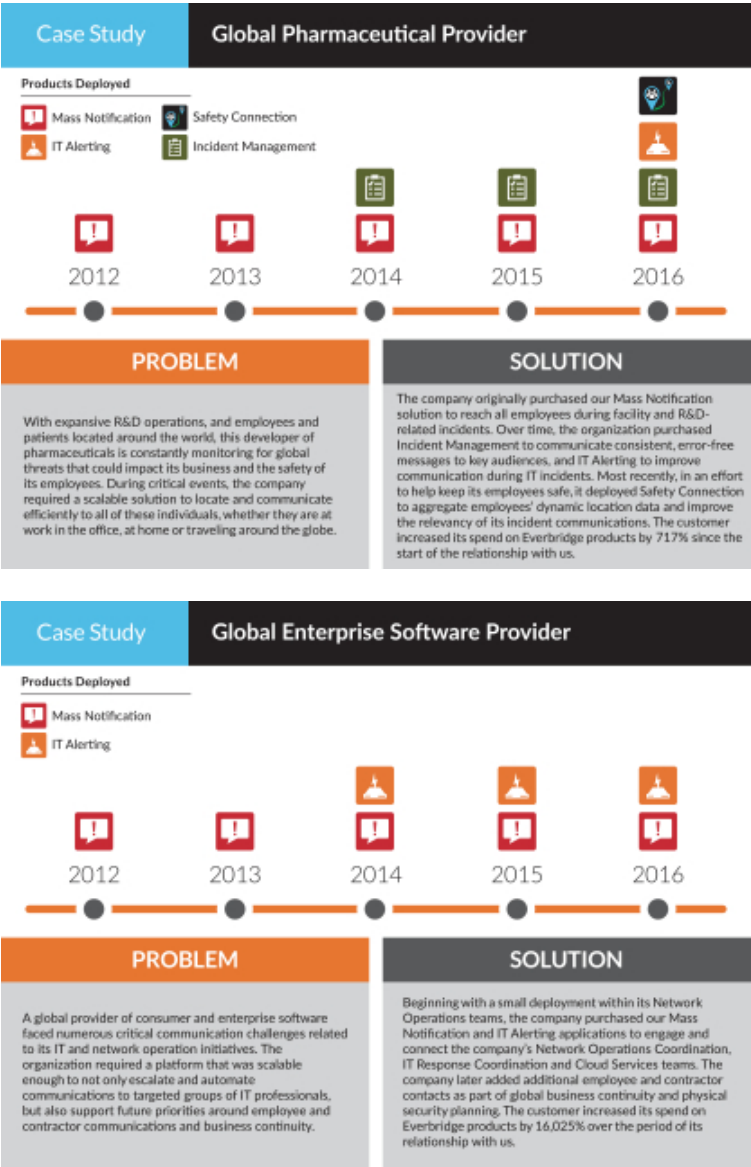 Case Study
Global Pharmaceutical Provider
Products Deployed
Mass Notification
Safety Connection
IT Alerting
Incident Management
2012
2013
2014
2015
2016
PROBLEM
With expansive R&D operations, and employees and
patients located around the world, this developer of
pharmaceuticals is constantly monitoring for global
threats that could impact its business and the safety of
its employees. During critical events, the company
required a scalable solution to locate and communicate
efficiently to all of these individuals, whether they are at
work in the office, at home or traveling around the globe.
SOLUTION
The company originally purchased our Mass Notification
solution to reach all employees during facility and R&D-
related incidents. Over time, the organization purchased
Incident Management to communicate consistent, error-free
messages to key audiences, and IT Alerting to improve
communication during IT incidents. Most recently, in an effort
to help keep its employees safe, it deployed Safety Connection
to aggregate employees' dynamic location data and improve
the relevancy of its incident communications. The customer
increased its spend on Everbridge products by 717% since the
start of the relationship with us.
Case Study
Global Enterprise Software Provider
Products Deployed
Mass Notification
IT Alerting
2012
2013
2014
2015
2016
PROBLEM
A global provider of consumer and enterprise software
faced numerous critical communication challenges related
to its IT and network operation initiatives. The
organization required a platform that was scalable
enough to not only escalate and automate
communications to targeted groups of IT professionals,
but also support future priorities around employee and
contractor communications and business continuity.
SOLUTION
Beginning with a small deployment within its Network
Operations teams, the company purchased our Mass
Notification and IT Alerting applications to engage and
connect the company's Network Operations Coordination,
IT Response Coordination and Cloud Services teams. The
company later added additional employee and contractor
contacts as part of global business continuity and physical
security planning. The customer increased its spend on
Everbridge products by 16,025% over the period of its
relationship with us.